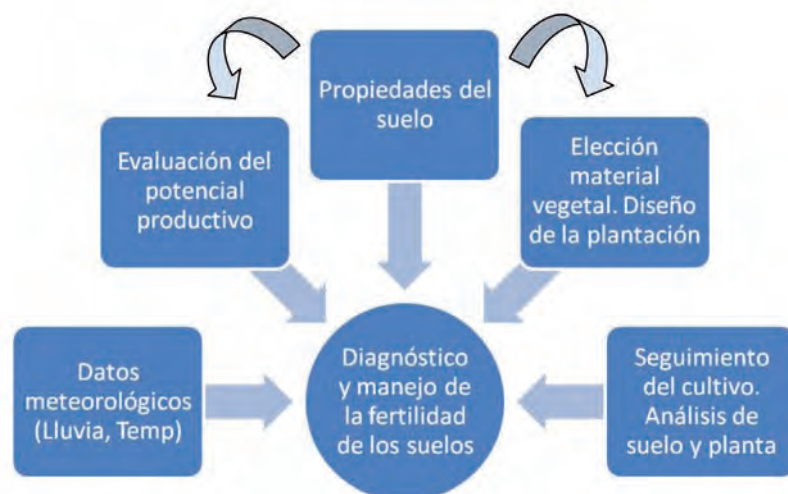 Propiedades del
suelo
Evaluación del
potencial
productivo
Elección
material
vegetal. Diseño
de la plantación
Datos
meteorológicos
(Lluvia, Temp)
Diagnóstico
y manejo de
la fertilidad
de los suelos
Seguimiento
del cultivo.
Análisis de
suelo y planta